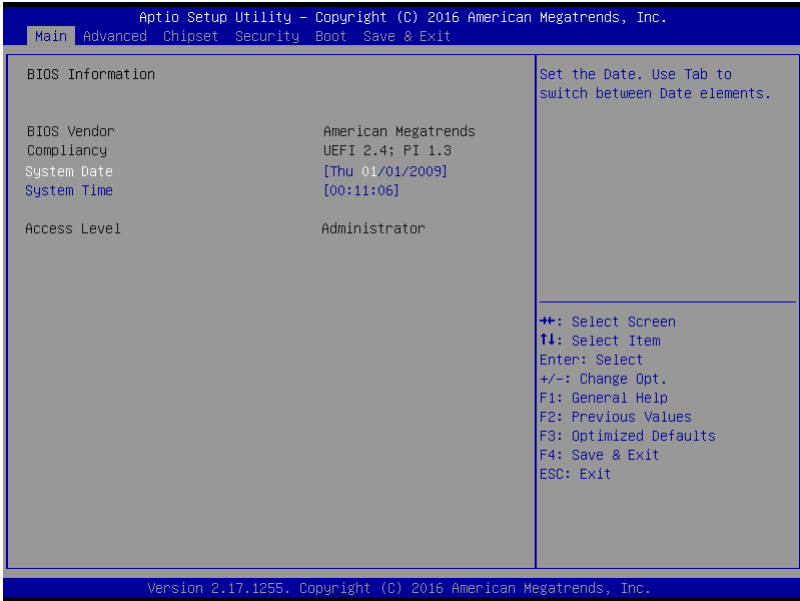 Aptio Setup Utility – Copyright (C) 2016 American Megatrends, Inc.
Main Advanced Chipset Security Boot Save & Exit
BIOS Information
BIOS Vendor American Megatrends
Compliancy UEFI 2.4; PI 1.3
System Date [Thu 01/01/2009]
System Time [00:11:06]
Access Level Administrator
Set the Date. Use Tab to
switch between Date elements.
→←: Select Screen
↑↓: Select Item
Enter: Select
+/-: Change Opt.
F1: General Help
F2: Previous Values
F3: Optimized Defaults
F4: Save & Exit
ESC: Exit
Version 2.17.1255. Copyright (C) 2016 American Megatrends, Inc.